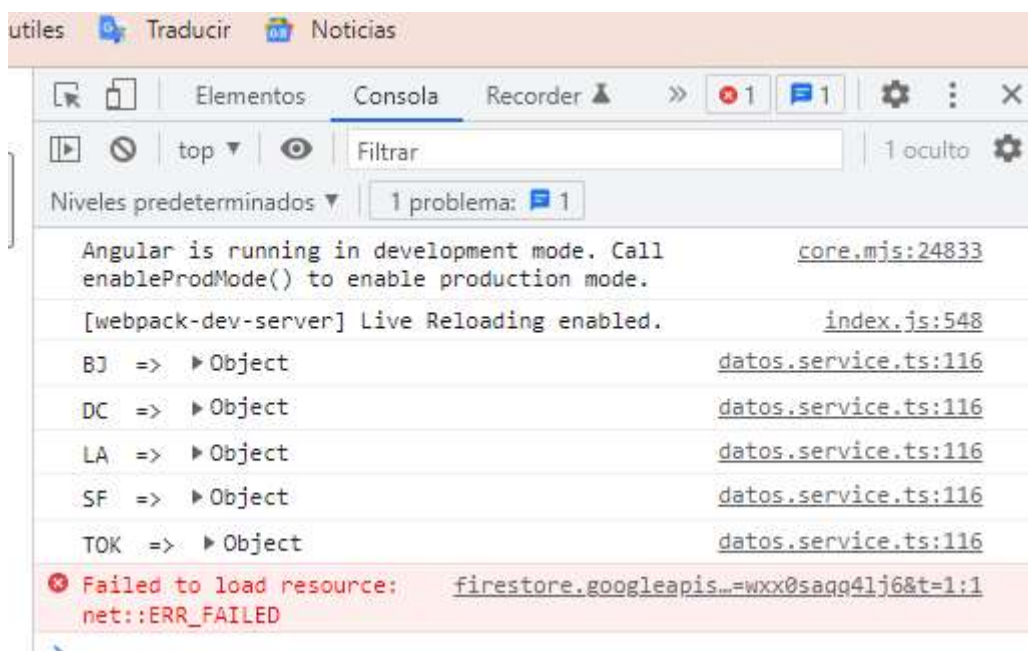 utiles Traducir Noticias
Elementos Consola Recorder » 1 1
top ▼ Filtrar 1 oculto
Niveles predeterminados ▼ 1 problema: 1
Angular is running in development mode. Call core.mjs:24833
enableProdMode() to enable production mode.
[webpack-dev-server] Live Reloading enabled. index.js:548
BJ => ▶Object datos.service.ts:116
DC => ▶Object datos.service.ts:116
LA => ▶Object datos.service.ts:116
SF => ▶Object datos.service.ts:116
TOK => ▶Object datos.service.ts:116
Failed to load resource: firestore.googleapis…=wxx0saqq4lj6&t=1:1
net::ERR_FAILED